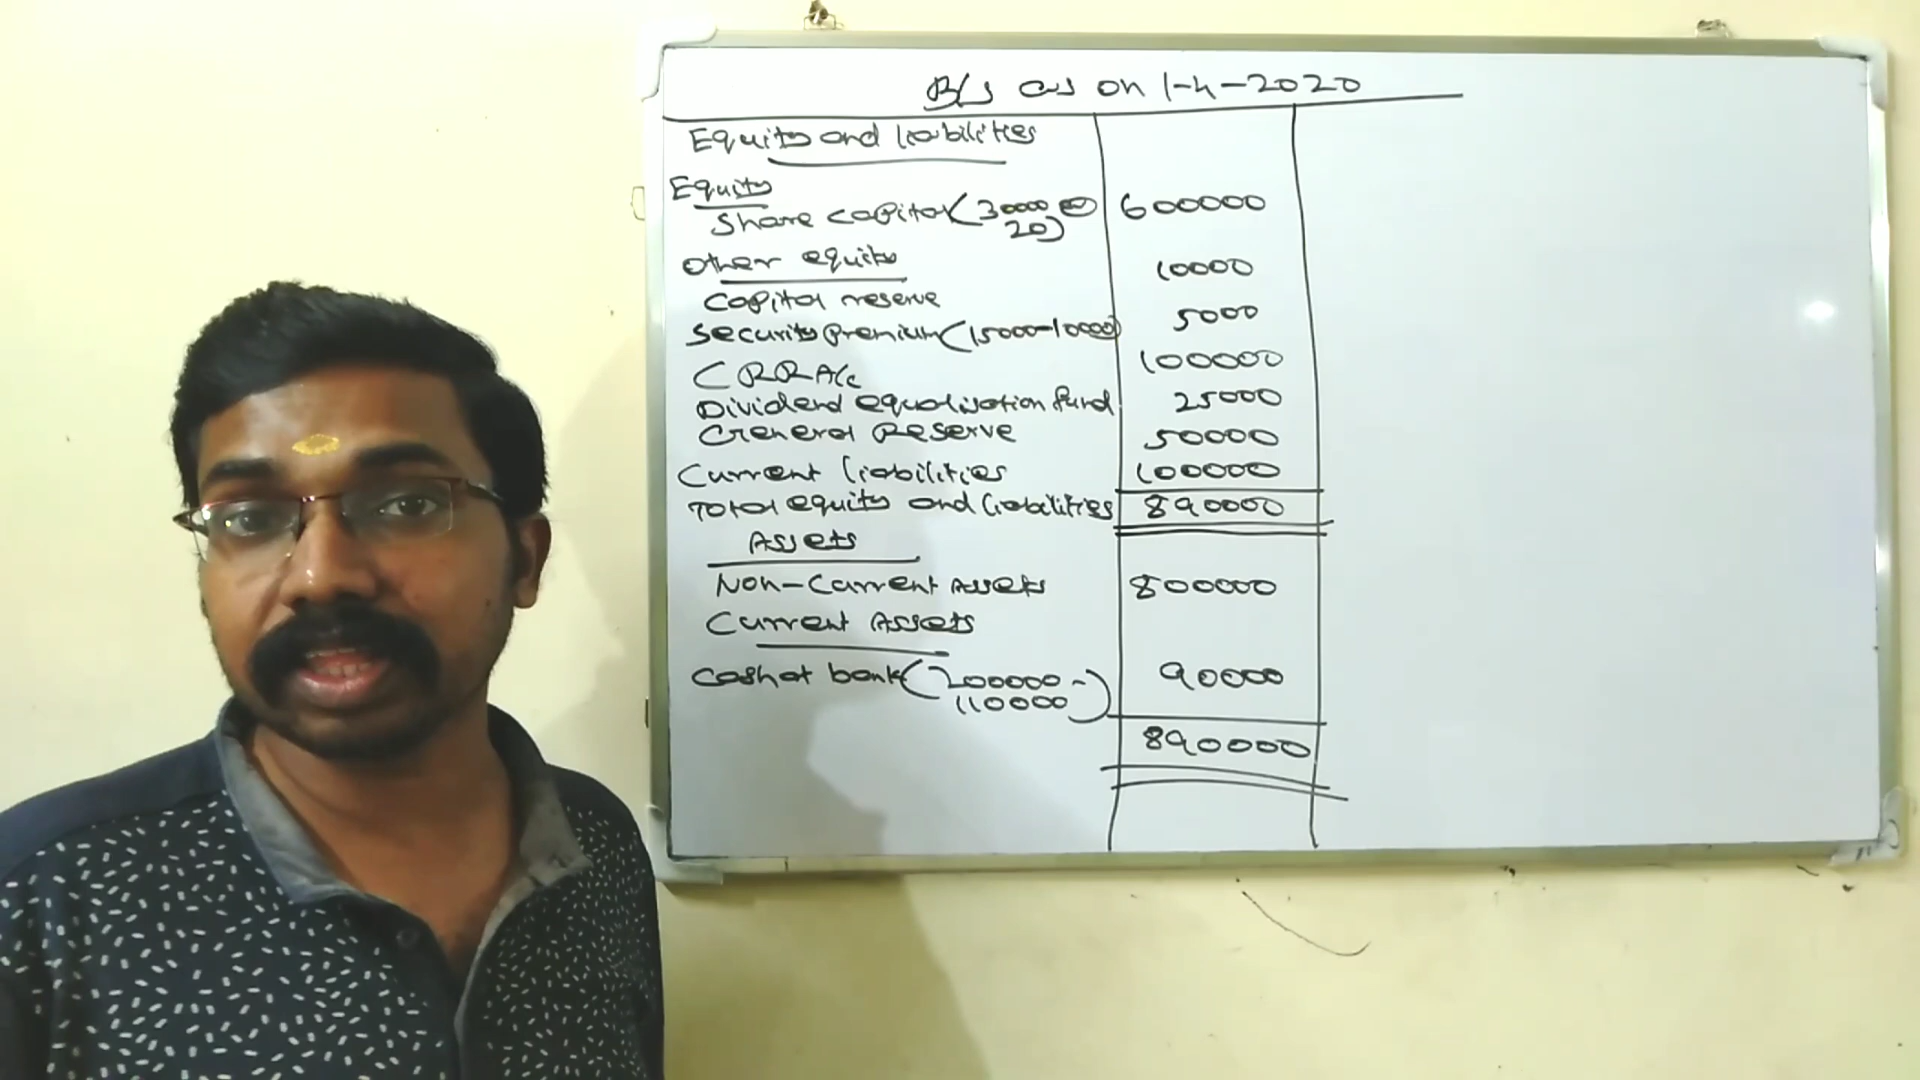 B/S as on 1-4-2020
Equity and liabilities
Equity
Share capital (30000 @ 20) 600000
Other equity
Capital reserve 10000
Security Premium (15000-10000) 5000
CRR A/c 100000
Dividend equalisation fund 25000
General Reserve 50000
Current liabilities 100000
Total equity and liabilities 890000
Assets
Non-Current Assets 800000
Current Assets
Cash at bank (200000 - 110000) 90000
890000